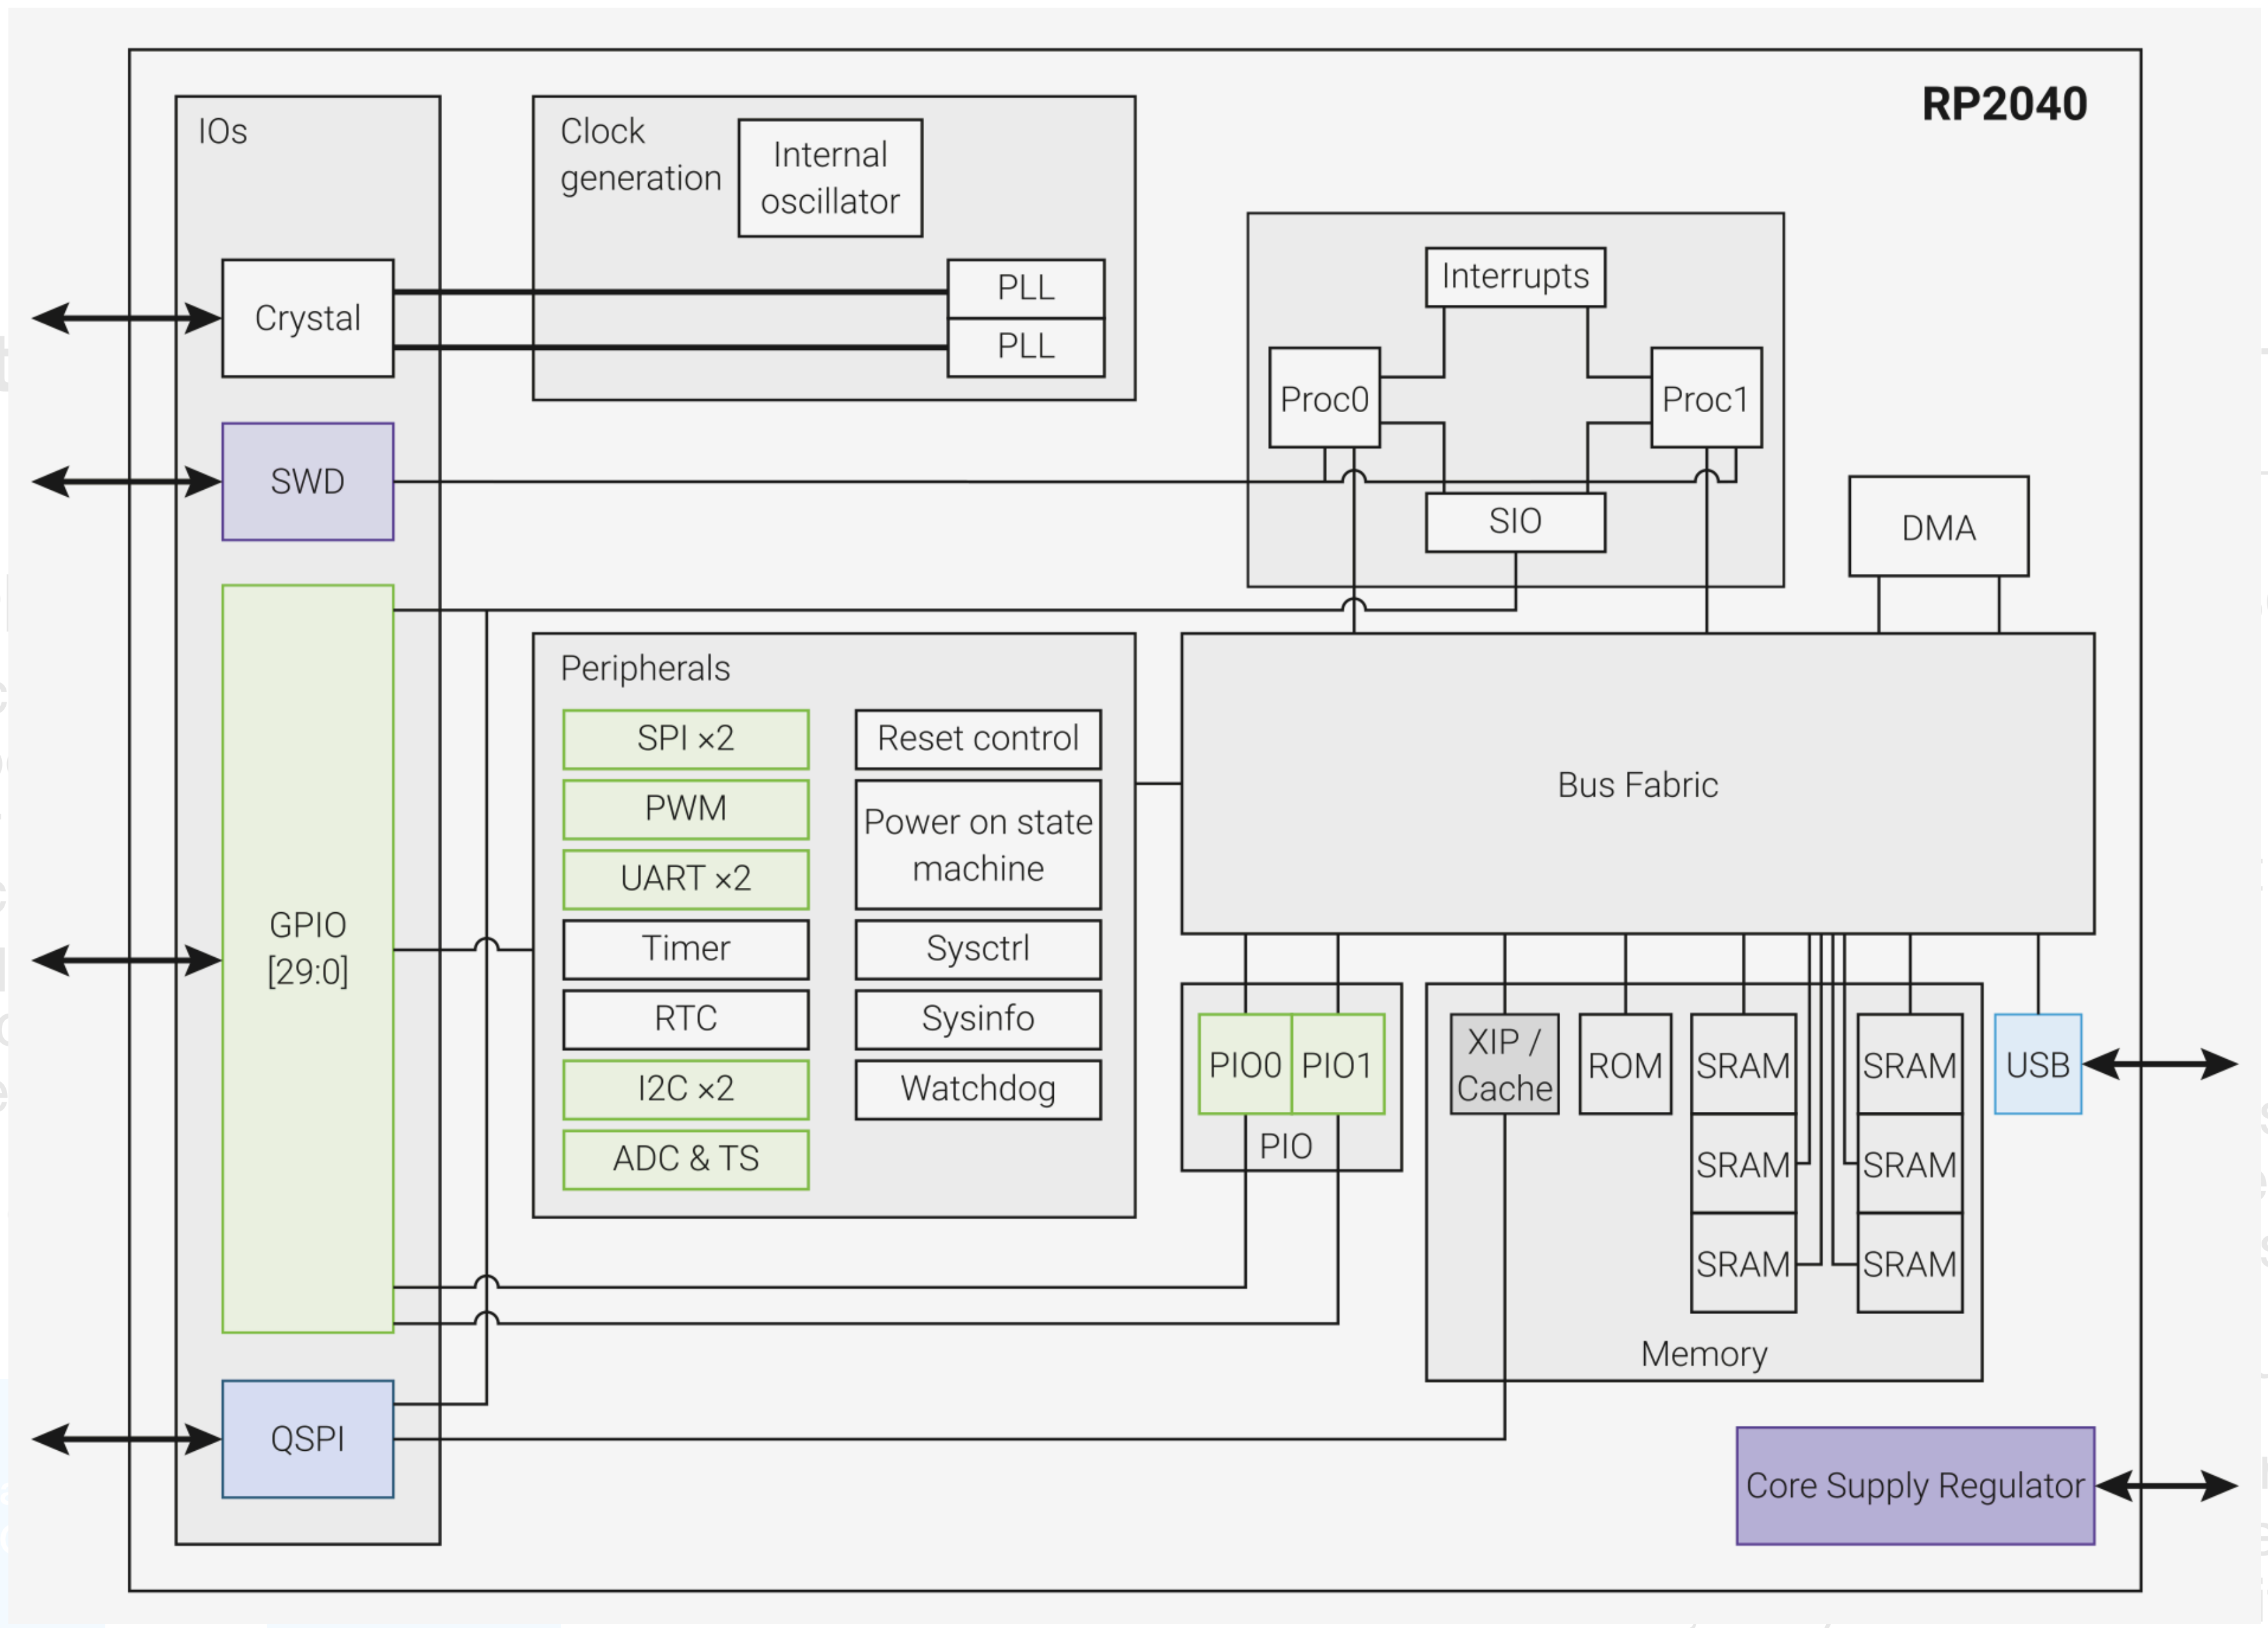 RP2040
IOs
Clock
generation
Internal
oscillator
Crystal
PLL
PLL
Interrupts
Proc0
Proc1
SWD
SIO
DMA
GPIO
[29:0]
Peripherals
SPI ×2
PWM
UART ×2
Timer
RTC
I2C ×2
ADC & TS
Reset control
Power on state
machine
Sysctrl
Sysinfo
Watchdog
Bus Fabric
PIO0
PIO1
PIO
XIP /
Cache
ROM
SRAM
SRAM
SRAM
SRAM
SRAM
SRAM
Memory
USB
QSPI
Core Supply Regulator